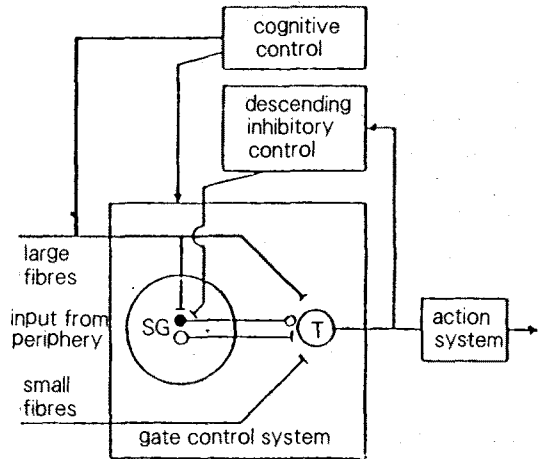 cognitive
control
descending
inhibitory
control
large
fibres
input from
periphery
SG
T
action
system
small
fibres
gate control system